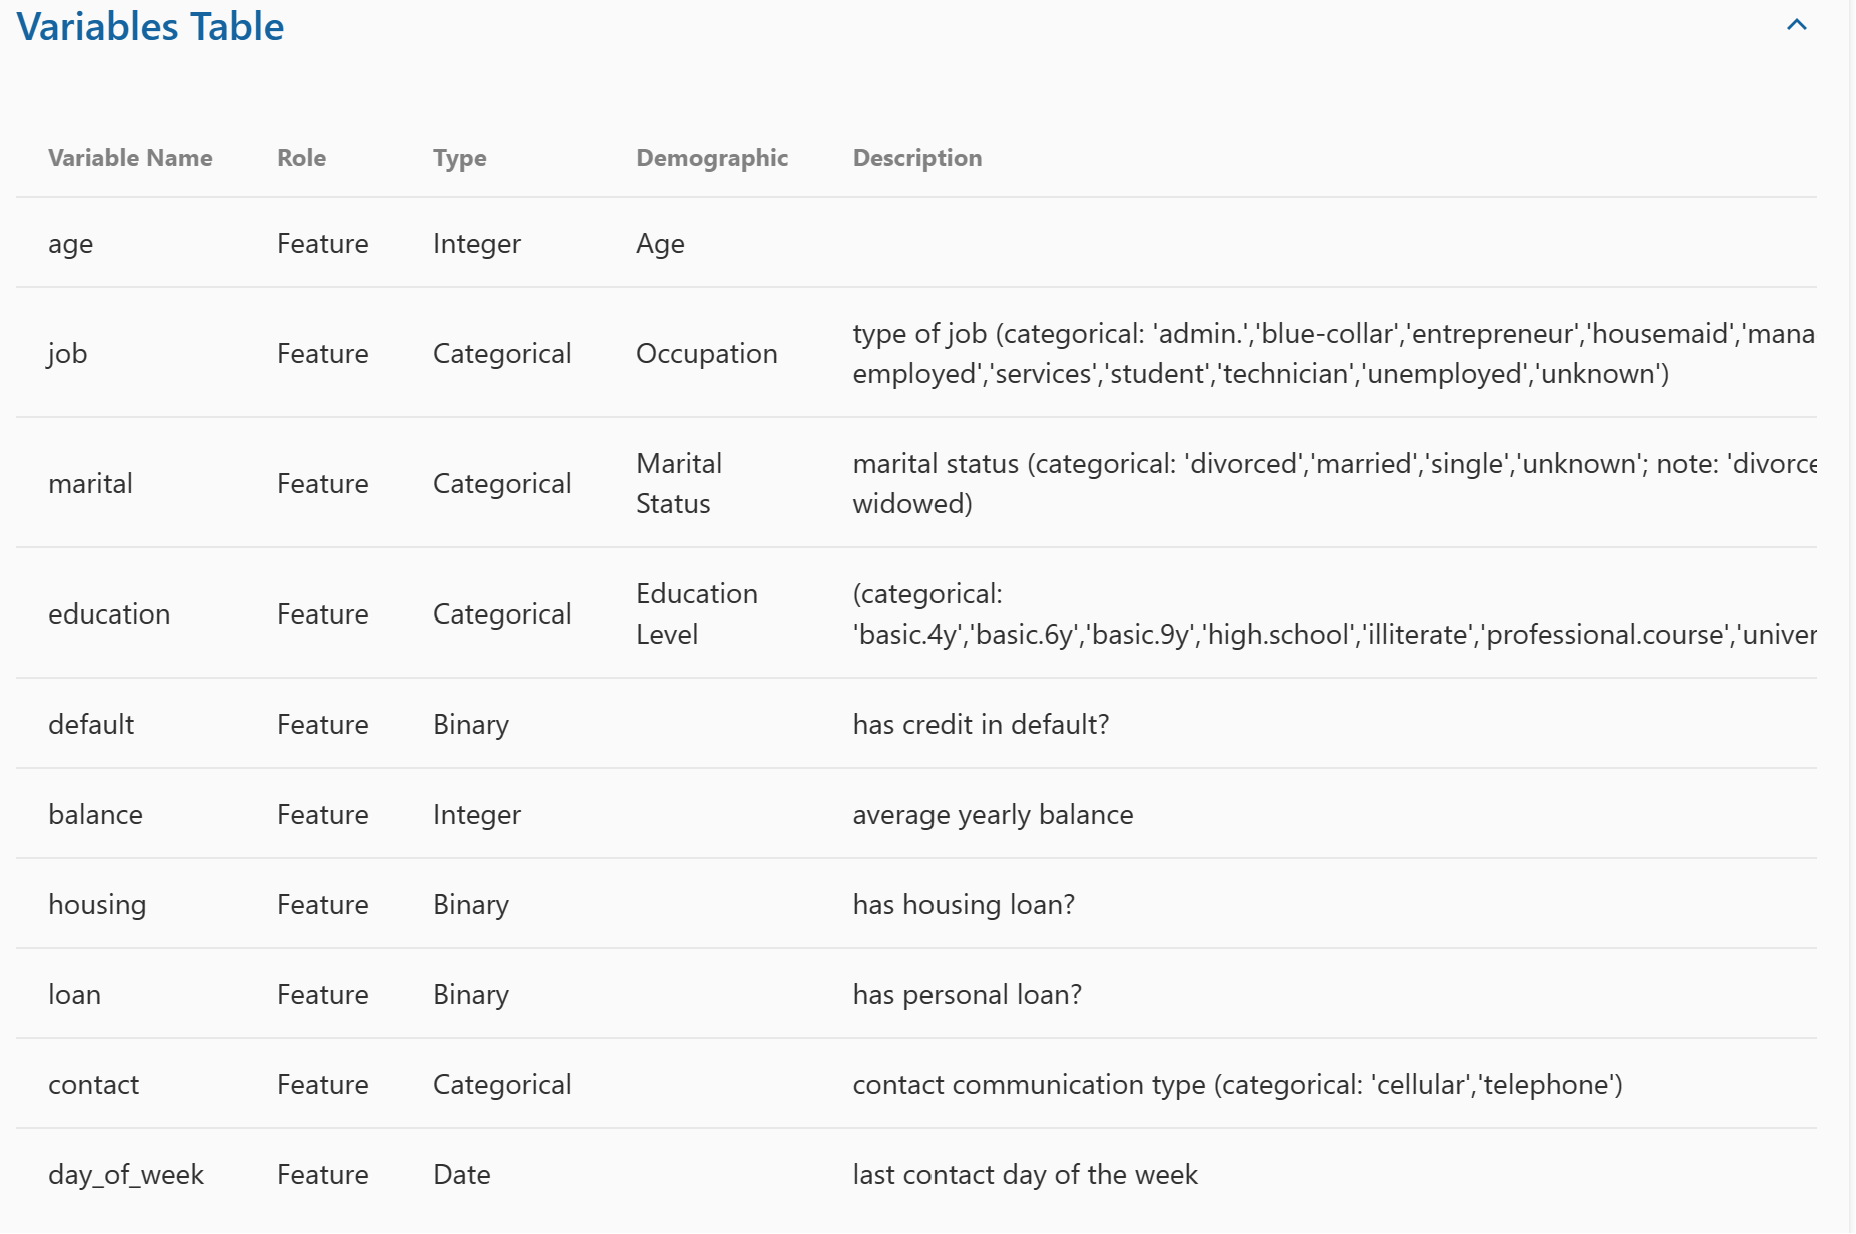 Variables Table
Variable Name Role Type Demographic Description
age Feature Integer Age
job Feature Categorical Occupation type of job (categorical: 'admin.','blue-collar','entrepreneur','housemaid','mana
employed','services','student','technician','unemployed','unknown')
marital Feature Categorical Marital Status marital status (categorical: 'divorced','married','single','unknown'; note: 'divorce
widowed)
education Feature Categorical Education Level (categorical:
'basic.4y','basic.6y','basic.9y','high.school','illiterate','professional.course','univer
default Feature Binary has credit in default?
balance Feature Integer average yearly balance
housing Feature Binary has housing loan?
loan Feature Binary has personal loan?
contact Feature Categorical contact communication type (categorical: 'cellular','telephone')
day_of_week Feature Date last contact day of the week